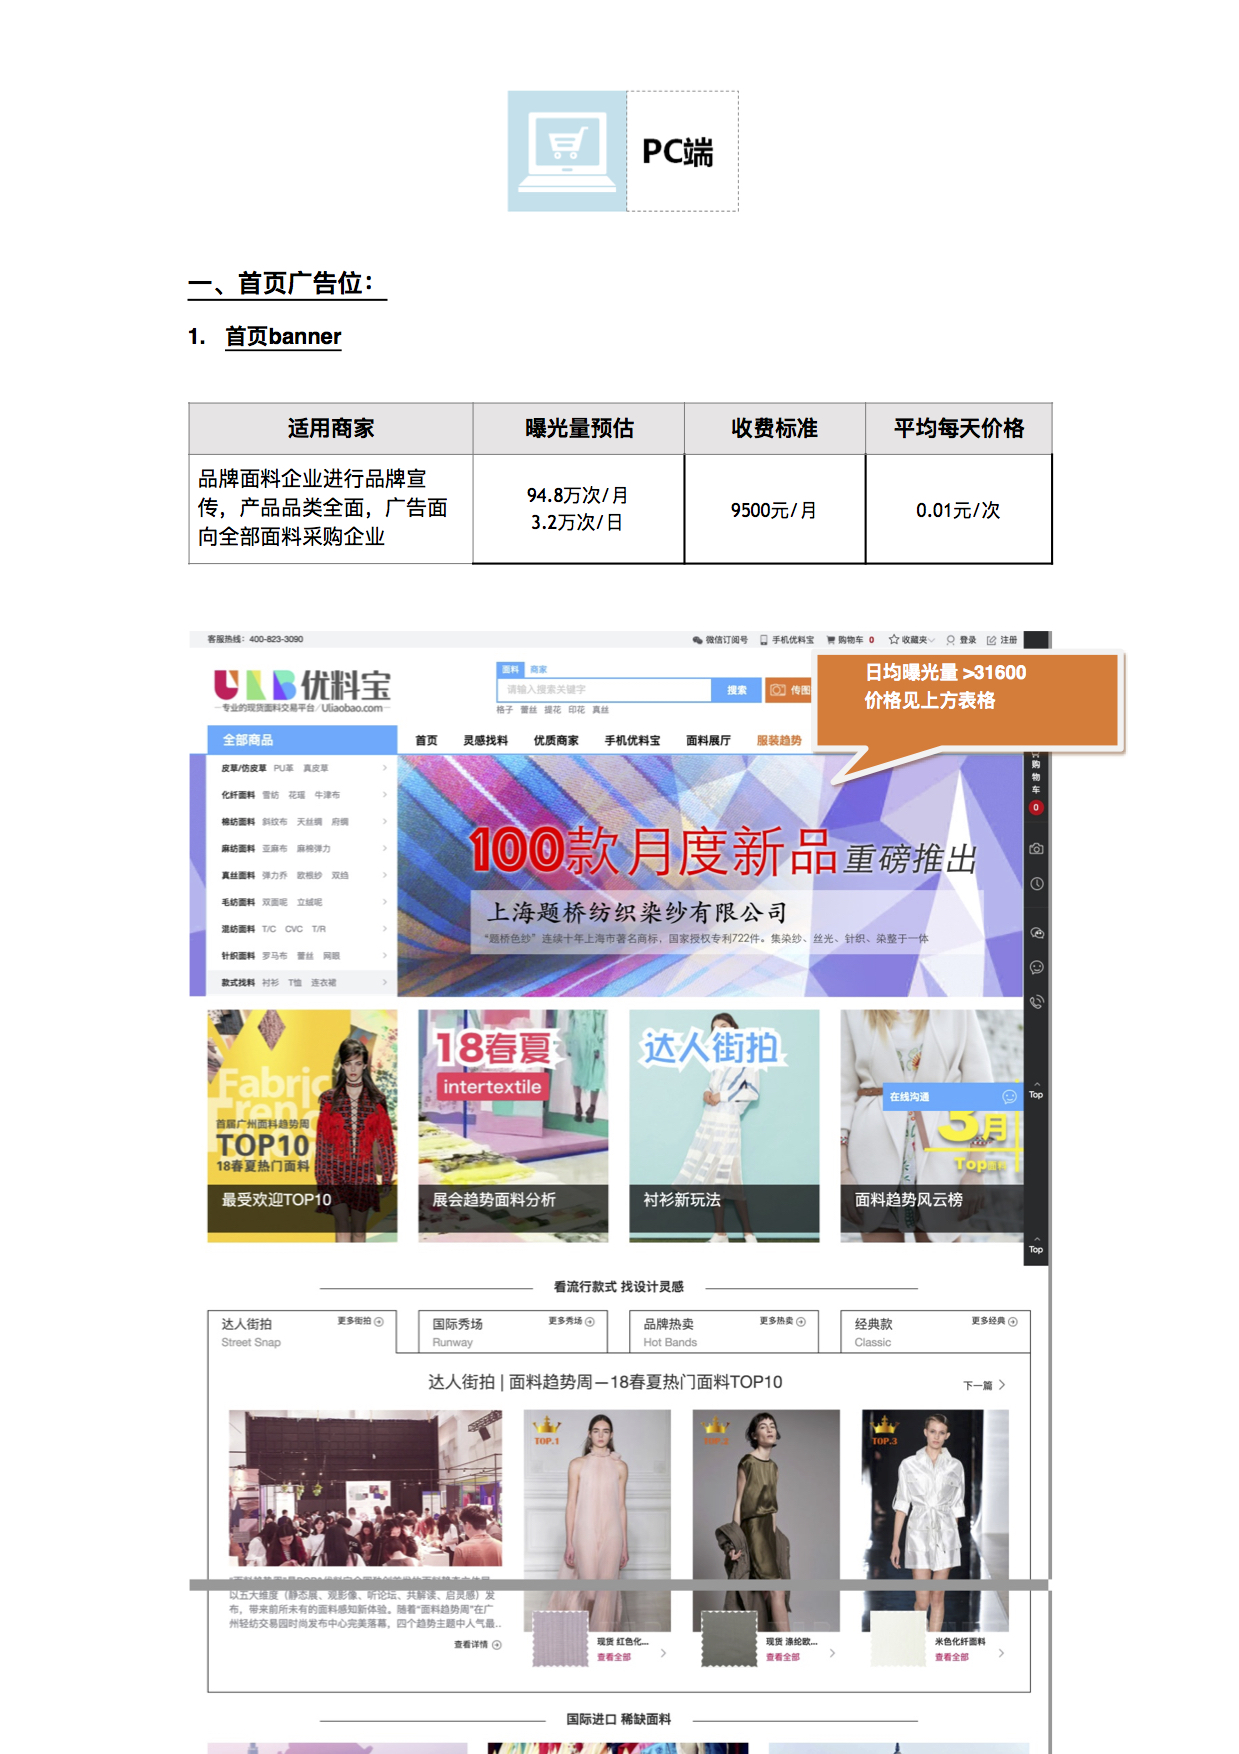 PC端
一、首页广告位：
1. 首页banner
适用商家 曝光量预估 收费标准 平均每天价格
品牌面料企业进行品牌宣
传，产品品类全面，广告面
向全部面料采购企业
94.8万次/月
3.2万次/日
9500元/月
0.01元/次
客服热线：400-823-3090
微信订阅号 手机优料宝 购物车 0 收藏夹 登录 注册
优料宝
专业的现货面料交易平台/Uliaobao.com
面料 商家
请输入搜索关键字 搜索 传图
格子 蕾丝 提花 印花 真丝
日均曝光量 >31600
价格见上方表格
全部商品 首页 灵感找料 优质商家 手机优料宝 面料展厅 服装趋势
皮草/仿皮草 PU革 真皮草
化纤面料 雪纺 花瑶 牛津布
棉纺面料 斜纹布 天丝绸 府绸
麻纺面料 亚麻布 麻棉弹力
真丝面料 弹力乔 欧根纱 双绉
毛纺面料 双面呢 立绒呢
混纺面料 T/C CVC T/R
针织面料 罗马布 蕾丝 网眼
款式找料 衬衫 T恤 连衣裙
100款月度新品重磅推出
上海题桥纺织染纱有限公司
“题桥色纱”连续十年上海市著名商标，国家授权专利722件。集染纱、丝光、针织、染整于一体
购物车
0
Fabric
Trend
首届广州面料趋势周
TOP10
18春夏热门面料
最受欢迎TOP10
18春夏
intertextile
展会趋势面料分析
达人街拍
衬衫新玩法
在线沟通
3月
Top面料
面料趋势风云榜
Top
Top
看流行款式 找设计灵感
达人街拍 更多街拍
Street Snap
国际秀场 更多秀场
Runway
品牌热卖 更多热卖
Hot Bands
经典款 更多经典
Classic
达人街拍 | 面料趋势周—18春夏热门面料TOP10
下一篇
TOP.1
TOP.2
TOP.3
以五大维度（静态展、观影像、听论坛、共解读、启灵感）发
布，带来前所未有的面料感知新体验。随着“面料趋势周”在广
州轻纺交易园时尚发布中心完美落幕，四个趋势主题中人气最..
查看详情
现货 红色化...
查看全部
现货 涤纶欧...
查看全部
米色化纤面料
查看全部
国际进口 稀缺面料